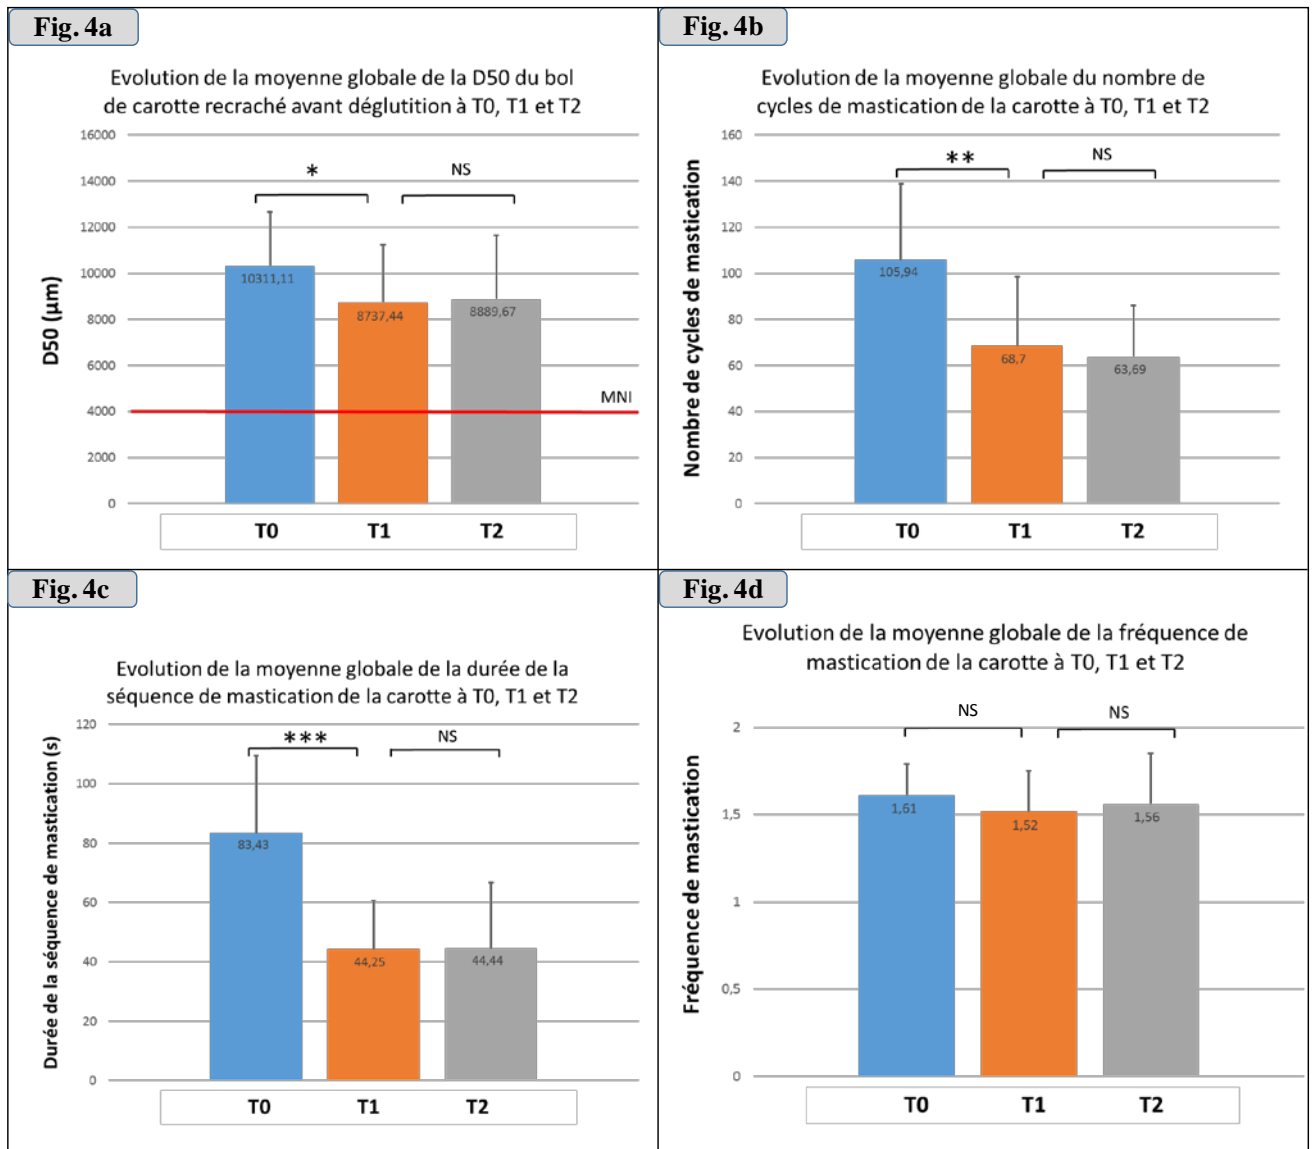 Fig. 4a
Evolution de la moyenne globale de la D50 du bol
de carotte recraché avant déglutition à T0, T1 et T2
D50 (µm)
16000
14000
12000
10000
8000
6000
4000
2000
0
*
NS
10311,11
8737,44
8889,67
MNI
T0
T1
T2
Fig. 4b
Evolution de la moyenne globale du nombre de
cycles de mastication de la carotte à T0, T1 et T2
Nombre de cycles de mastication
160
140
120
100
80
60
40
20
0
**
NS
105,94
68,7
63,69
T0
T1
T2
Fig. 4c
Evolution de la moyenne globale de la durée de la
séquence de mastication de la carotte à T0, T1 et T2
Durée de la séquence de mastication (s)
120
100
80
60
40
20
0
***
NS
83,43
44,25
44,44
T0
T1
T2
Fig. 4d
Evolution de la moyenne globale de la fréquence de
mastication de la carotte à T0, T1 et T2
Fréquence de mastication
2
1,5
1
0,5
0
NS
NS
1,61
1,52
1,56
T0
T1
T2